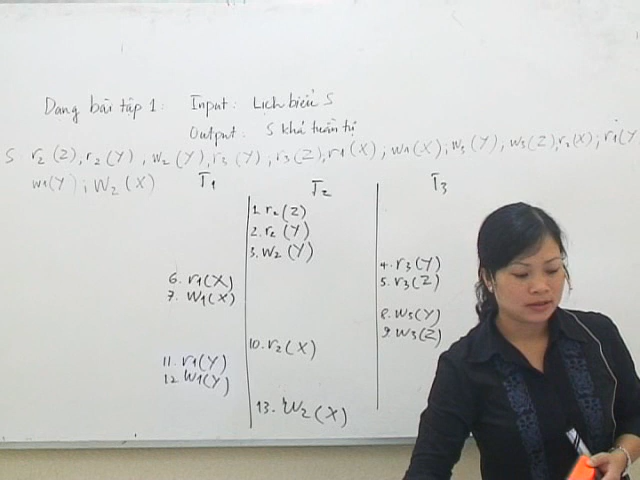 Dạng bài tập 1: Input: Lịch biểu S
Output: S khả tuần tự
S: r2(Z), r2(Y), w2(Y), r3(Y), r3(Z), r1(X); w1(X); w3(Y), w3(Z), r2(X); r1(Y)
w1(Y); W2(X)
T1 T2 T3
1. r2(Z)
2. r2(Y)
3. W2(Y)
4. r3(Y)
5. r3(Z)
6. r1(X)
7. W1(X)
8. W3(Y)
9. W3(Z)
10. r2(X)
11. r1(Y)
12 W1(Y)
13. W2(X)